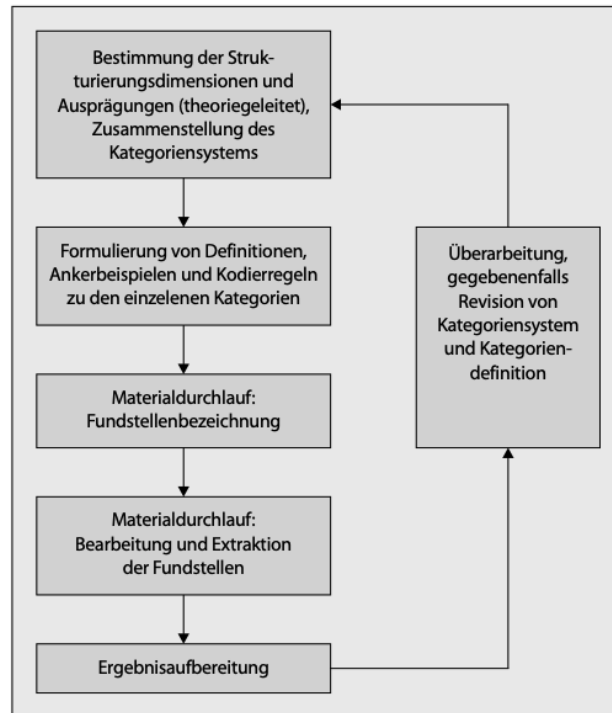 Bestimmung der Struk-
turierungsdimensionen und
Ausprägungen (theoriegeleitet),
Zusammenstellung des
Kategoriensystems
Formulierung von Definitionen,
Ankerbeispielen und Kodierregeln
zu den einzelenen Kategorien
Materialdurchlauf:
Fundstellenbezeichnung
Materialdurchlauf:
Bearbeitung und Extraktion
der Fundstellen
Ergebnisaufbereitung
Überarbeitung,
gegebenenfalls
Revision von
Kategoriensystem
und Kategorien-
definition